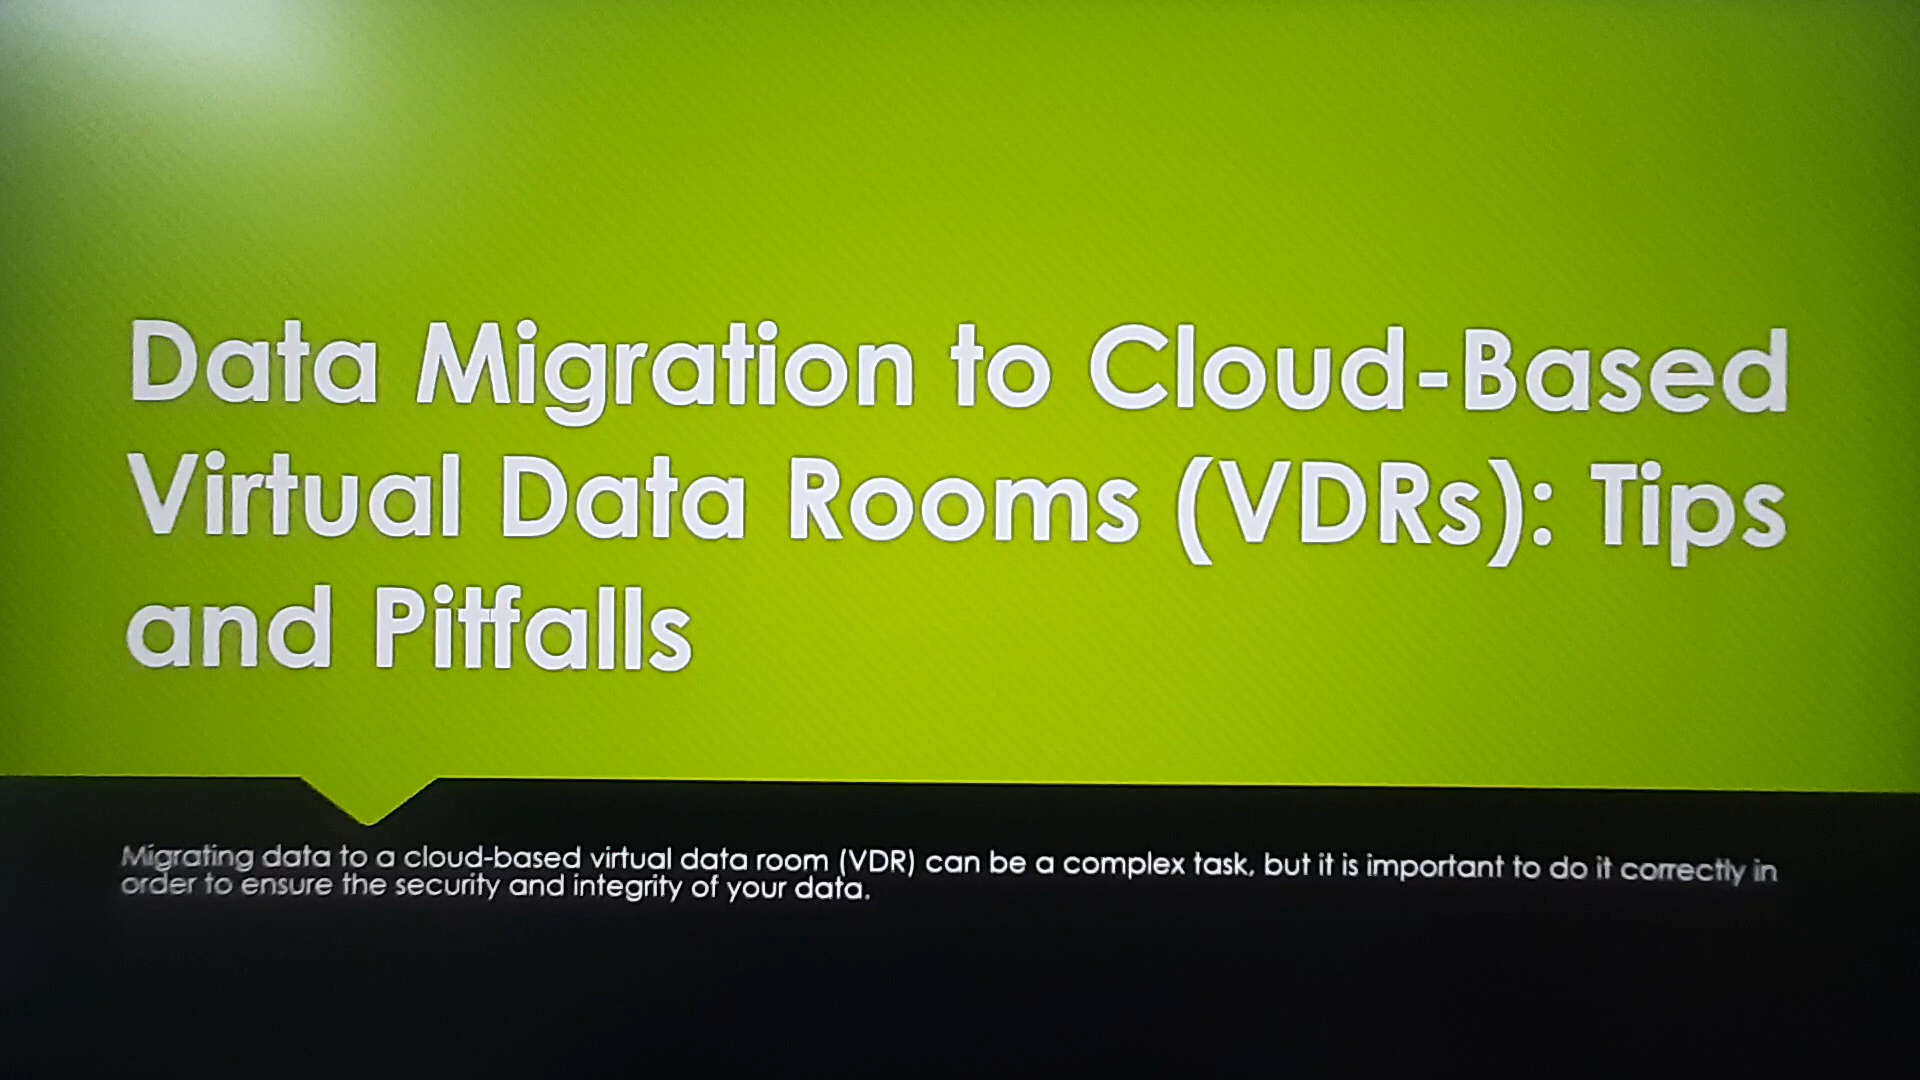 Data Migration to Cloud-Based
Virtual Data Rooms (VDRs): Tips
and Pitfalls
Migrating data to a cloud-based virtual data room (VDR) can be a complex task, but it is important to do it correctly in
order to ensure the security and integrity of your data.